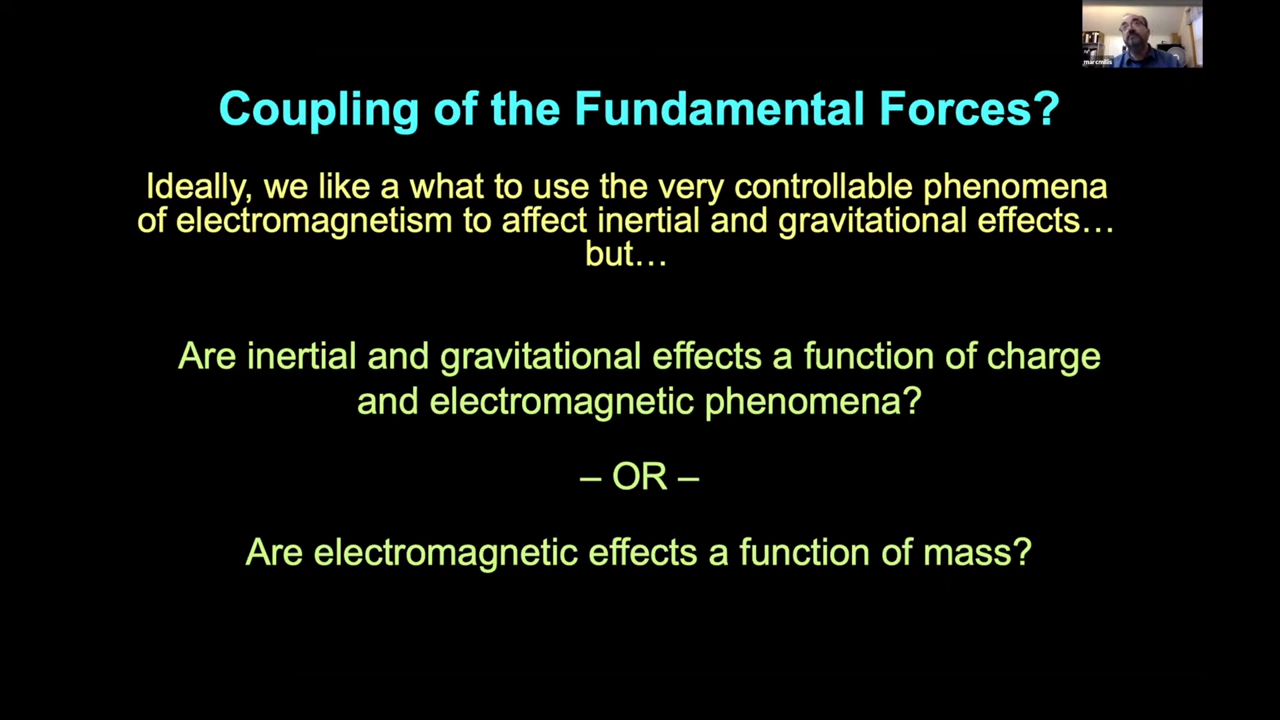 marcmillis
Coupling of the Fundamental Forces?
Ideally, we like a what to use the very controllable phenomena
of electromagnetism to affect inertial and gravitational effects…
but…
Are inertial and gravitational effects a function of charge
and electromagnetic phenomena?
– OR –
Are electromagnetic effects a function of mass?